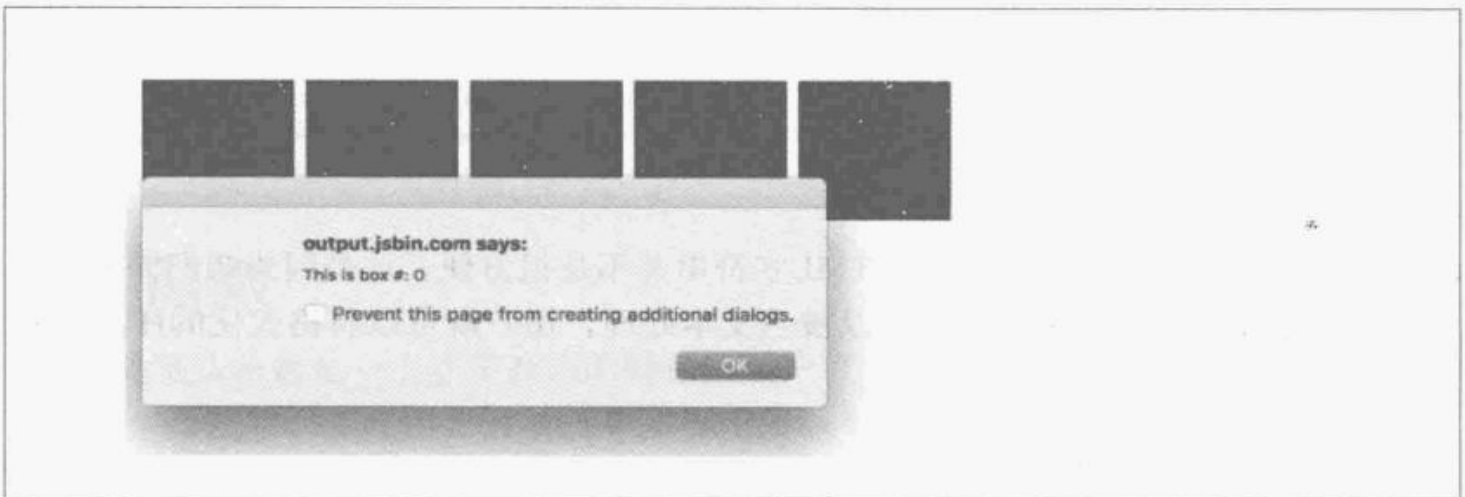 output.jsbin.com says:
This is box #: 0
Prevent this page from creating additional dialogs.
OK